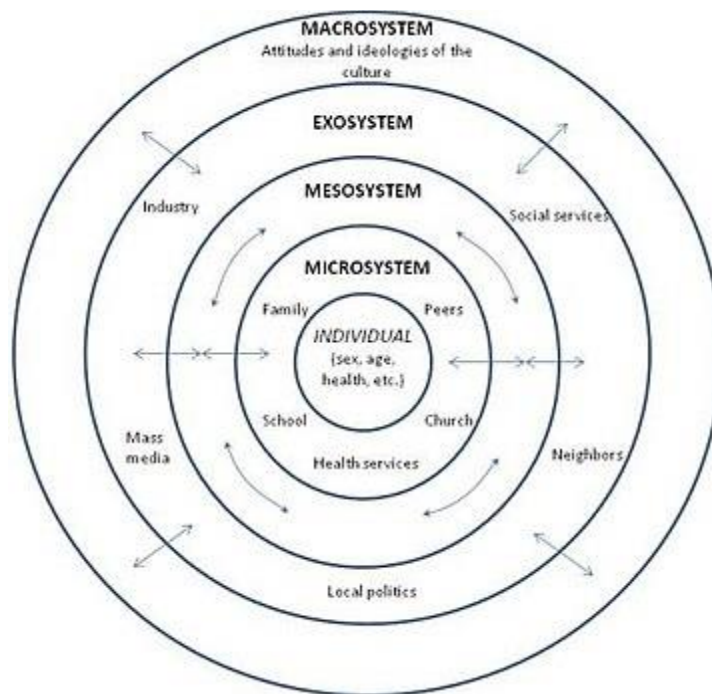 MACROSYSTEM
Attitudes and ideologies of the
culture
EXOSYSTEM
MESOSYSTEM
Industry
Social services
MICROSYSTEM
Family
Peers
INDIVIDUAL
{sex, age,
health, etc.}
School
Church
Mass
media
Health services
Neighbors
Local politics